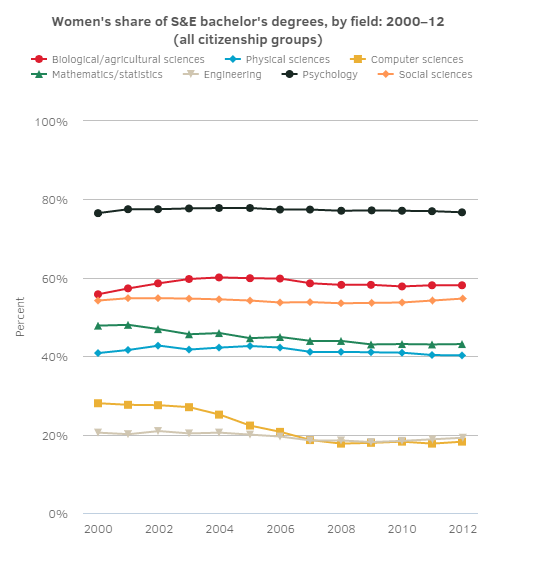 Women's share of S&E bachelor's degrees, by field: 2000–12
(all citizenship groups)
Biological/agricultural sciences Physical sciences Computer sciences
Mathematics/statistics Engineering Psychology Social sciences
100%
80%
60%
40%
20%
0%
Percent
2000 2002 2004 2006 2008 2010 2012